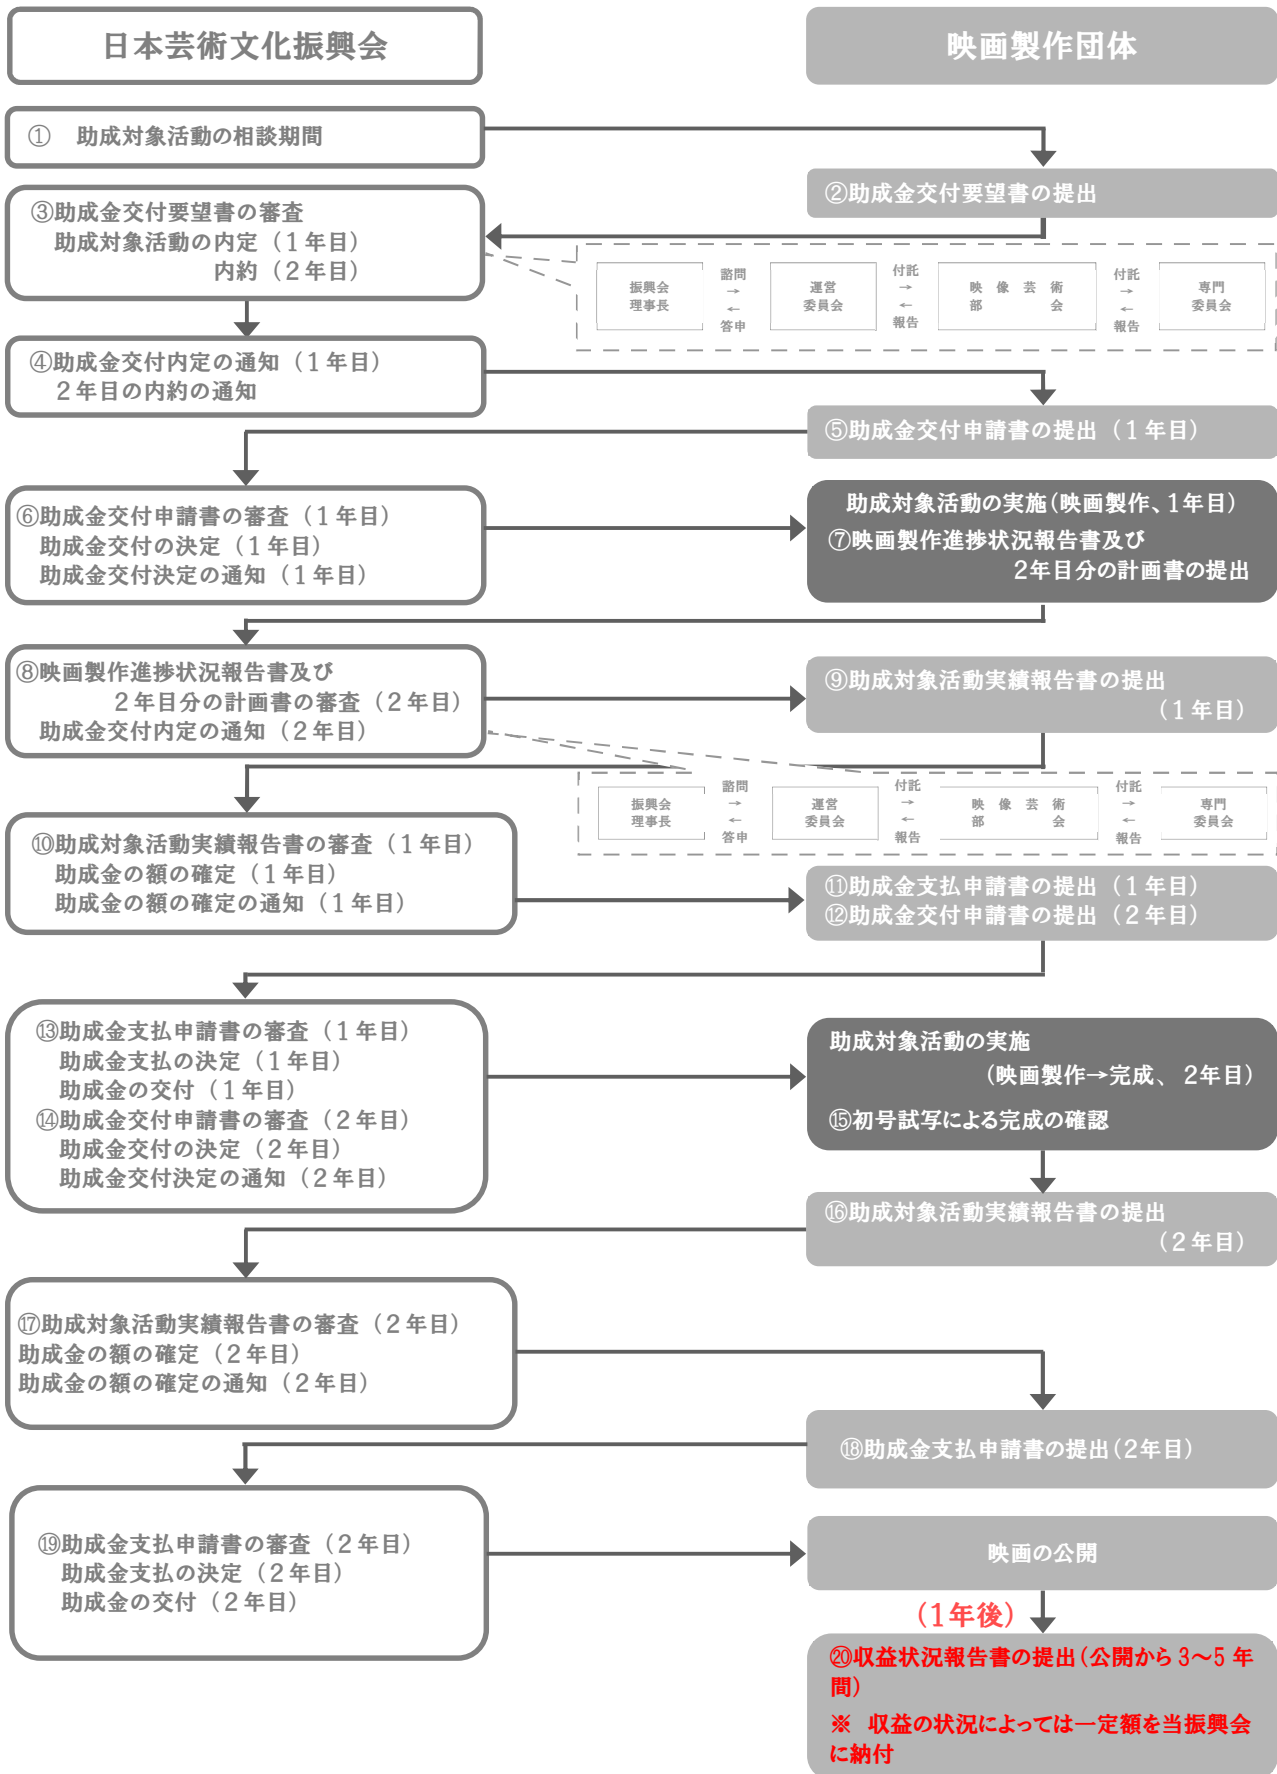 日本芸術文化振興会
映画製作団体
①　助成対象活動の相談期間
②助成金交付要望書の提出
③助成金交付要望書の審査
助成対象活動の内定（１年目）
内約（２年目）
振興会
理事長
諮問
→
←
答申
運営
委員会
付託
→
←
報告
映　像　芸　術
部　　　　　会
付託
→
←
報告
専門
委員会
④助成金交付内定の通知（１年目）
２年目の内約の通知
⑤助成金交付申請書の提出（１年目）
⑥助成金交付申請書の審査（１年目）
助成金交付の決定（１年目）
助成金交付決定の通知（１年目）
助成対象活動の実施(映画製作、1年目)
⑦映画製作進捗状況報告書及び
2年目分の計画書の提出
⑧映画製作進捗状況報告書及び
２年目分の計画書の審査（２年目）
助成金交付内定の通知（２年目）
⑨助成対象活動実績報告書の提出
（１年目）
振興会
理事長
諮問
→
←
答申
運営
委員会
付託
→
←
報告
映　像　芸　術
部　　　　　会
付託
→
←
報告
専門
委員会
⑩助成対象活動実績報告書の審査（１年目）
助成金の額の確定（１年目）
助成金の額の確定の通知（１年目）
⑪助成金支払申請書の提出（１年目）
⑫助成金交付申請書の提出（２年目）
⑬助成金支払申請書の審査（１年目）
助成金支払の決定（１年目）
助成金の交付（１年目）
⑭助成金交付申請書の審査（２年目）
助成金交付の決定（２年目）
助成金交付決定の通知（２年目）
助成対象活動の実施
(映画製作→完成、2年目)
⑮初号試写による完成の確認
⑯助成対象活動実績報告書の提出
（２年目）
⑰助成対象活動実績報告書の審査（２年目）
助成金の額の確定（２年目）
助成金の額の確定の通知（２年目）
⑱助成金支払申請書の提出(2年目)
⑲助成金支払申請書の審査（２年目）
助成金支払の決定（２年目）
助成金の交付（２年目）
映画の公開
(1年後)
⑳収益状況報告書の提出(公開から 3～5 年
間)
※　収益の状況によっては一定額を当振興会
に納付